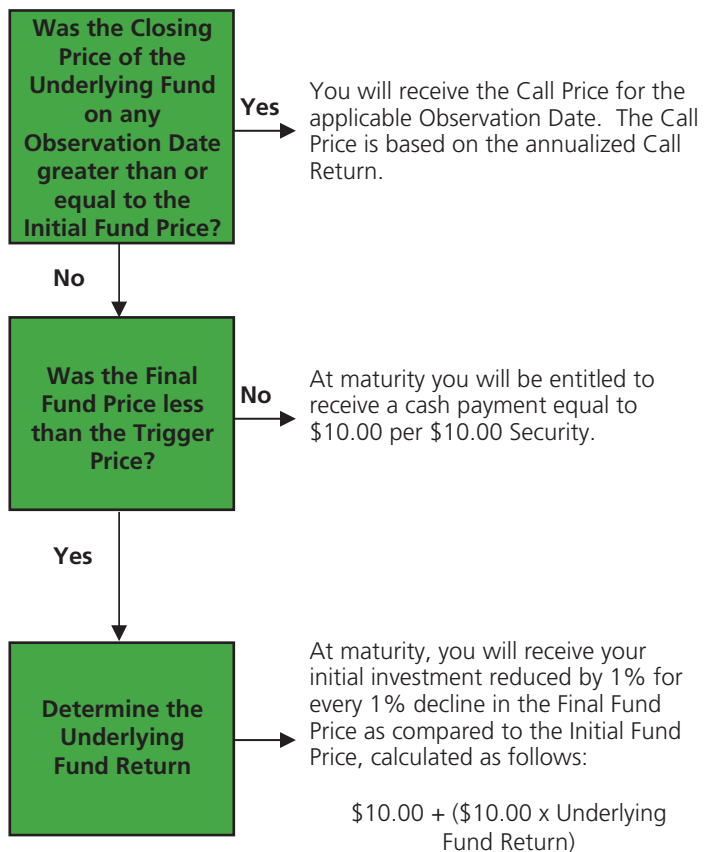 Was the Closing
Price of the
Underlying Fund
on any
Observation Date
greater than or
equal to the
Initial Fund Price?
Yes
You will receive the Call Price for the
applicable Observation Date.  The Call
Price is based on the annualized Call
Return.
No
Was the Final
Fund Price less
than the Trigger
Price?
No
At maturity you will be entitled to
receive a cash payment equal to
$10.00 per $10.00 Security.
Yes
Determine the
Underlying
Fund Return
At maturity, you will receive your
initial investment reduced by 1% for
every 1% decline in the Final Fund
Price as compared to the Initial Fund
Price, calculated as follows:
$10.00 + ($10.00 x Underlying
Fund Return)